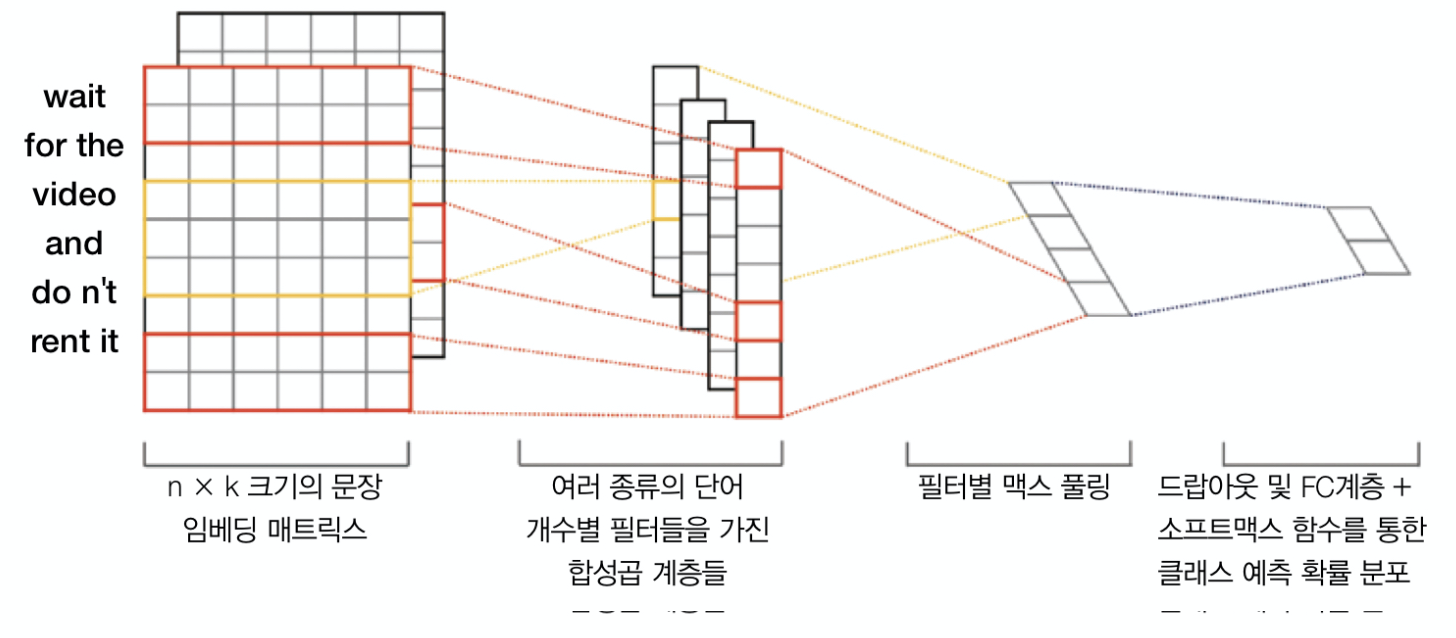 wait
for the
video
and
do n't
rent it
n × k 크기의 문장
임베딩 매트릭스
여러 종류의 단어
개수별 필터들을 가진
합성곱 계층들
필터별 맥스 풀링
드랍아웃 및 FC계층 +
소프트맥스 함수를 통한
클래스 예측 확률 분포